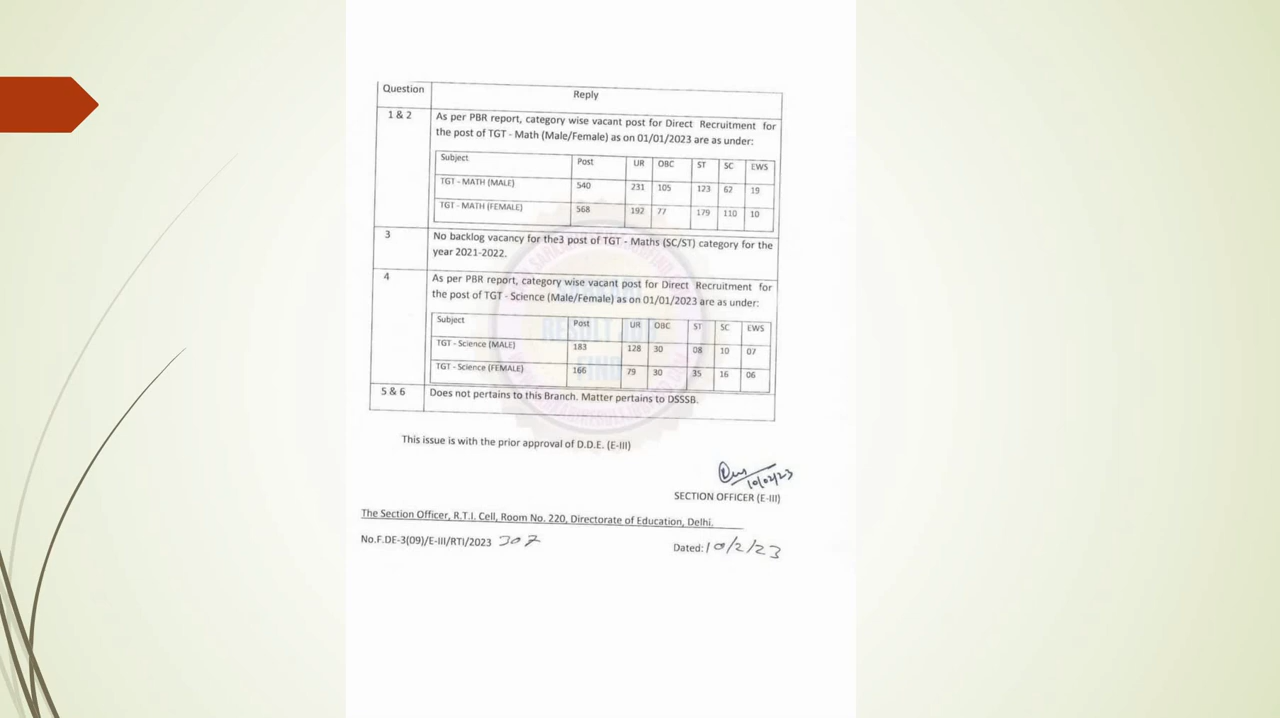 Question Reply
1 & 2 As per PBR report, category wise vacant post for Direct Recruitment for
the post of TGT - Math (Male/Female) as on 01/01/2023 are as under:
Subject Post UR OBC ST SC EWS
TGT - MATH (MALE) 540 231 105 123 62 19
TGT - MATH (FEMALE) 568 192 77 179 110 10
3 No backlog vacancy for the3 post of TGT - Maths (SC/ST) category for the
year 2021-2022.
4 As per PBR report, category wise vacant post for Direct Recruitment for
the post of TGT - Science (Male/Female) as on 01/01/2023 are as under:
Subject Post UR OBC ST SC EWS
TGT - Science (MALE) 183 128 30 08 10 07
TGT - Science (FEMALE) 166 79 30 35 16 06
5 & 6 Does not pertains to this Branch. Matter pertains to DSSSB.
This issue is with the prior approval of D.D.E. (E-III)
10/02/23
SECTION OFFICER (E-III)
The Section Officer, R.T.I. Cell, Room No. 220, Directorate of Education, Delhi.
No.F.DE-3(09)/E-III/RTI/2023 307 Dated: 10/2/23
SARKARI
RESULT BIO
FIND